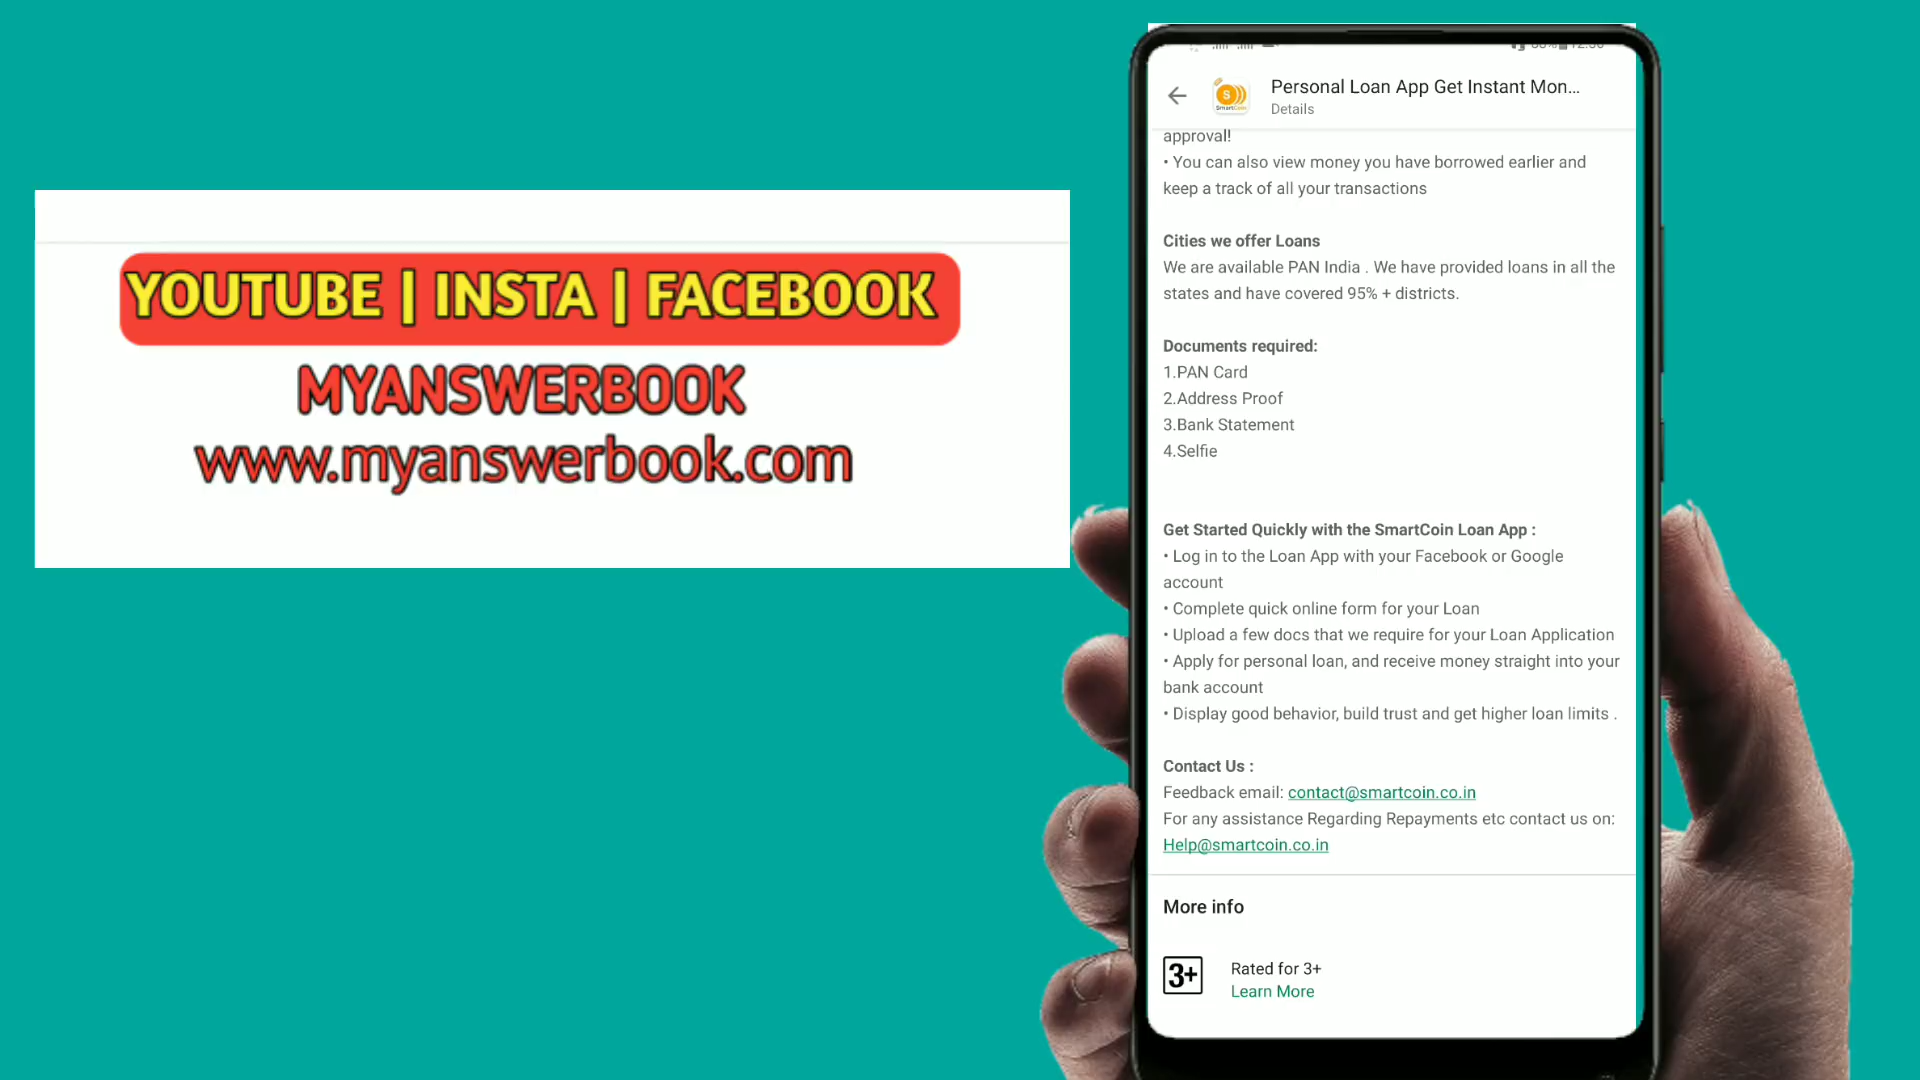 YOUTUBE | INSTA | FACEBOOK
MYANSWERBOOK
www.myanswerbook.com
Personal Loan App Get Instant Mon...
Details
approval!
• You can also view money you have borrowed earlier and
keep a track of all your transactions
Cities we offer Loans
We are available PAN India . We have provided loans in all the
states and have covered 95% + districts.
Documents required:
1.PAN Card
2.Address Proof
3.Bank Statement
4.Selfie
Get Started Quickly with the SmartCoin Loan App :
• Log in to the Loan App with your Facebook or Google
account
• Complete quick online form for your Loan
• Upload a few docs that we require for your Loan Application
• Apply for personal loan, and receive money straight into your
bank account
• Display good behavior, build trust and get higher loan limits .
Contact Us :
Feedback email: contact@smartcoin.co.in
For any assistance Regarding Repayments etc contact us on:
Help@smartcoin.co.in
More info
3+
Rated for 3+
Learn More